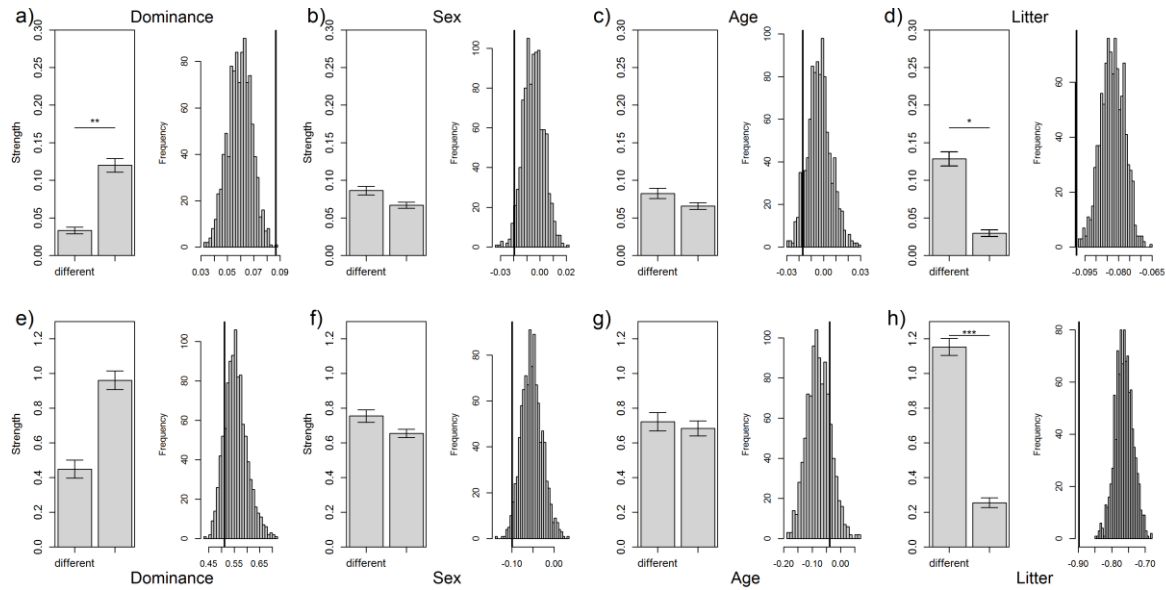 a) Dominance b) Sex c) Age d) Litter
Strength 0.00 0.05 0.10 0.15 0.20 0.25 0.30 ** different
Frequency 0 20 40 60 80 0.03 0.05 0.07 0.09
Strength 0.00 0.05 0.10 0.15 0.20 0.25 0.30 different
Frequency 0 20 40 60 80 100 -0.03 0.00 0.02
Strength 0.00 0.05 0.10 0.15 0.20 0.25 0.30 different
Frequency 0 20 40 60 80 100 -0.03 0.00 0.03
0.00 0.05 0.10 0.15 0.20 0.25 0.30 * different
Frequency 0 20 40 60 -0.095 -0.080 -0.065
e) f) g) h)
Strength 0.0 0.2 0.4 0.6 0.8 1.0 1.2 different
Frequency 0 20 40 60 80 100 0.45 0.55 0.65
Strength 0.0 0.2 0.4 0.6 0.8 1.0 1.2 different
Frequency 0 20 40 60 80 -0.10 0.00
0.0 0.2 0.4 0.6 0.8 1.0 1.2 different
Frequency 0 20 40 60 80 100 -0.20 -0.10 0.00
0.0 0.2 0.4 0.6 0.8 1.0 1.2 *** different
Frequency 0 20 40 60 80 -0.90 -0.80 -0.70
Dominance Sex Age Litter